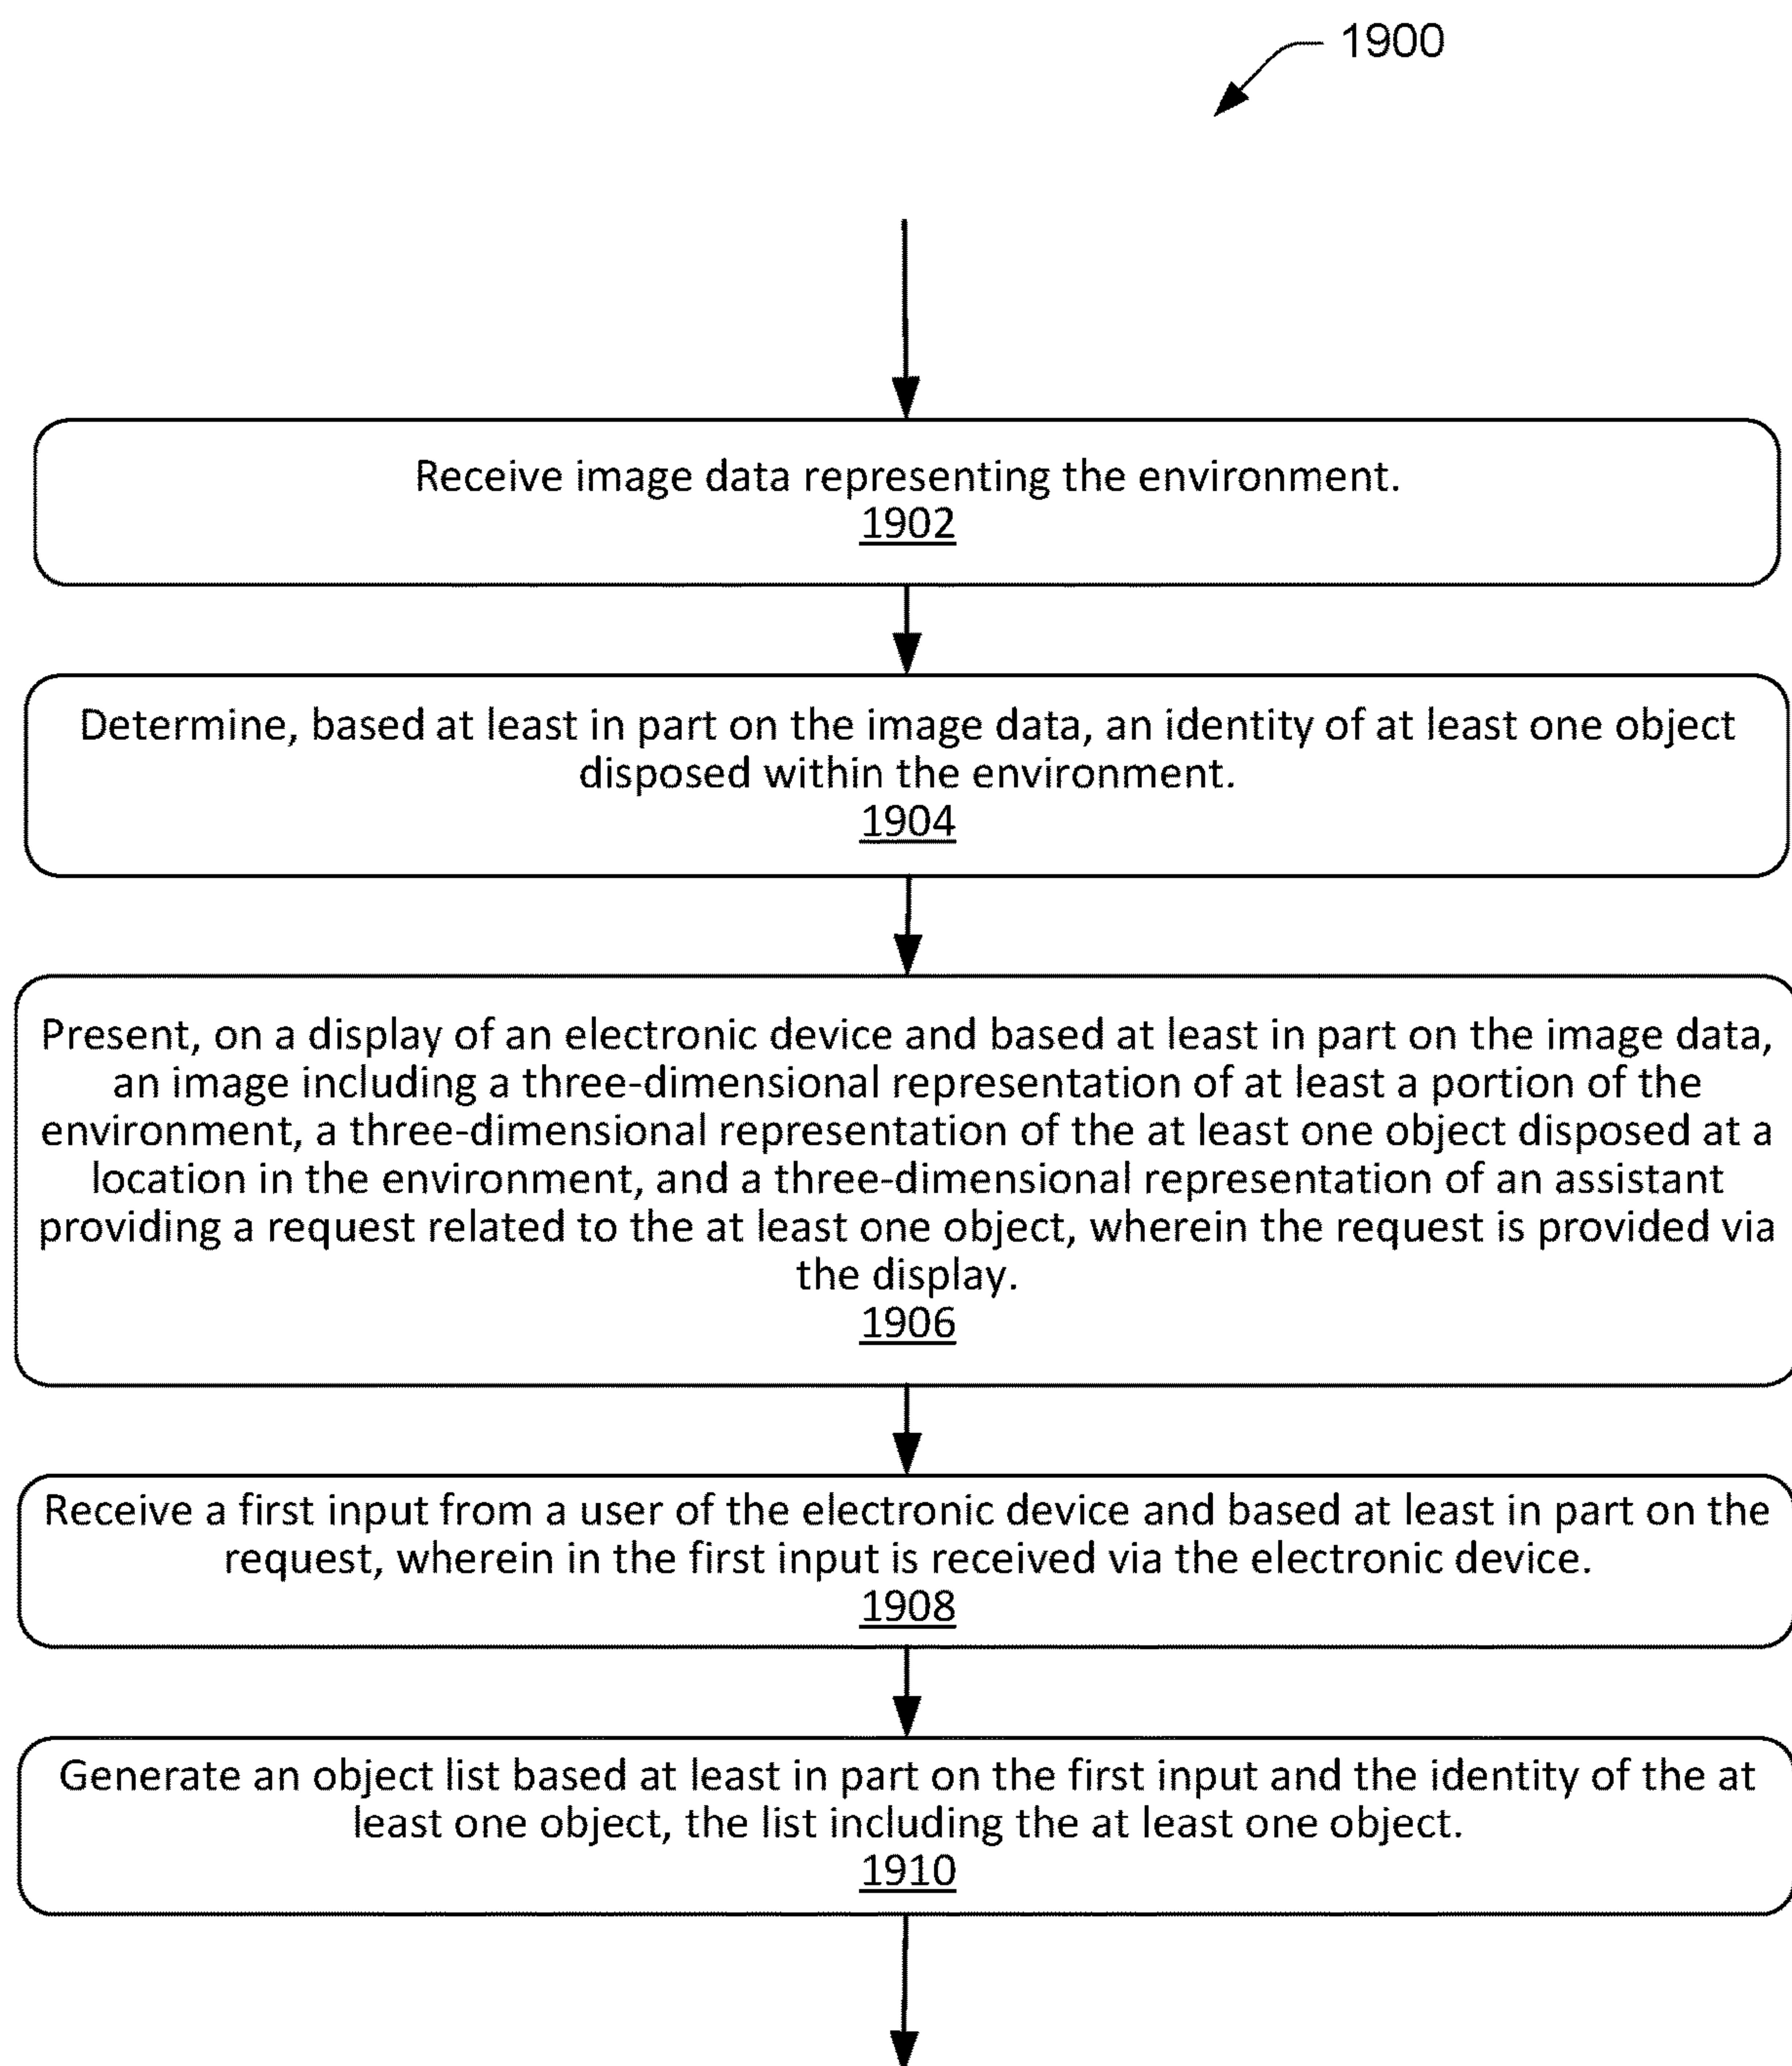 1900
Receive image data representing the environment.
1902
Determine, based at least in part on the image data, an identity of at least one object
disposed within the environment.
1904
Present, on a display of an electronic device and based at least in part on the image data,
an image including a three-dimensional representation of at least a portion of the
environment, a three-dimensional representation of the at least one object disposed at a
location in the environment, and a three-dimensional representation of an assistant
providing a request related to the at least one object, wherein the request is provided via
the display.
1906
Receive a first input from a user of the electronic device and based at least in part on the
request, wherein in the first input is received via the electronic device.
1908
Generate an object list based at least in part on the first input and the identity of the at
least one object, the list including the at least one object.
1910